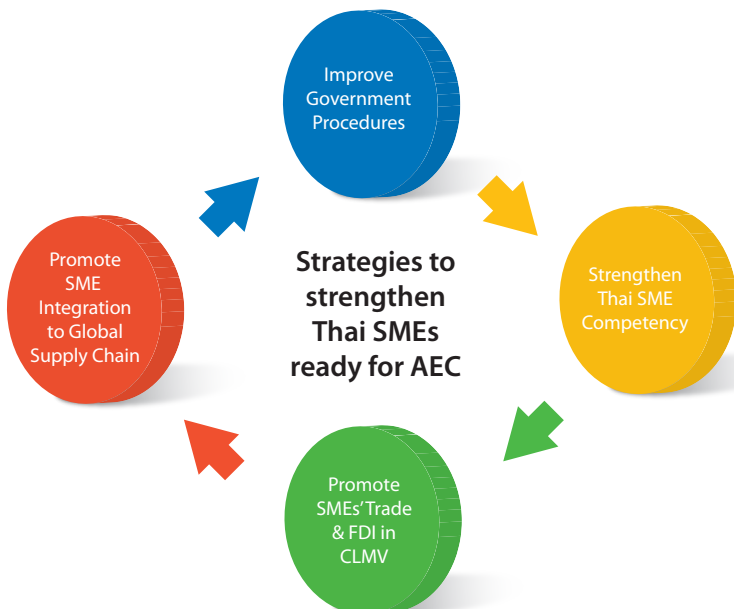 Improve
Government
Procedures
Promote
SME
Integration
to Global
Supply Chain
Strategies to
strengthen
Thai SMEs
ready for AEC
Strengthen
Thai SME
Competency
Promote
SMEs' Trade
& FDI in
CLMV